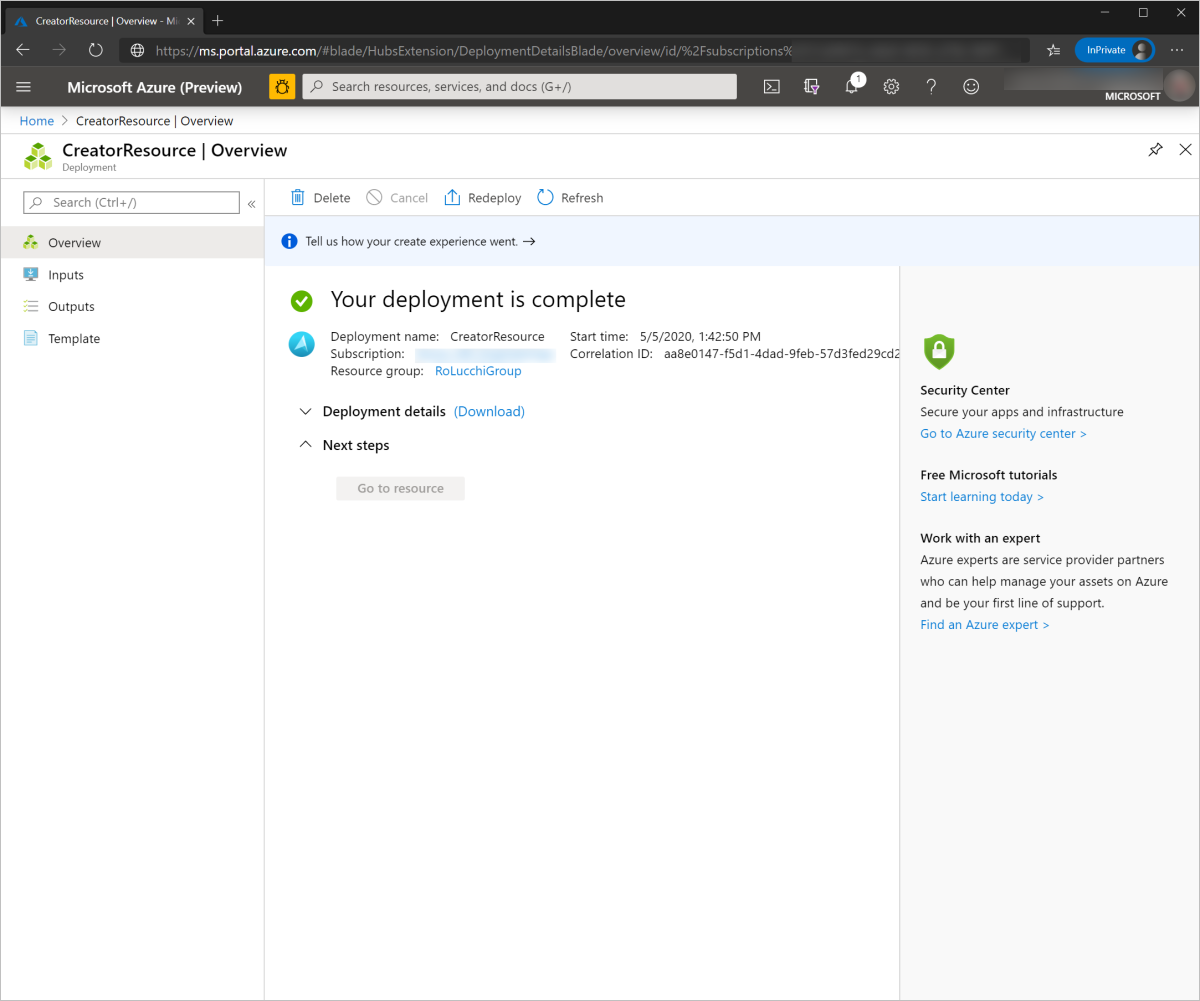 CreatorResource | Overview - Mi
https://ms.portal.azure.com/#blade/HubsExtension/DeploymentDetailsBlade/overview/id/%2Fsubscriptions%
InPrivate
Microsoft Azure (Preview)
Search resources, services, and docs (G+/)
1
MICROSOFT
Home > CreatorResource | Overview
CreatorResource | Overview
Deployment
Search (Ctrl+/)
«
Overview
Inputs
Outputs
Template
Delete
Cancel
Redeploy
Refresh
Tell us how your create experience went. →
Your deployment is complete
Deployment name: CreatorResource
Subscription:
Resource group: RoLucchiGroup
Start time: 5/5/2020, 1:42:50 PM
Correlation ID: aa8e0147-f5d1-4dad-9feb-57d3fed29cd2
Deployment details (Download)
Next steps
Go to resource
Security Center
Secure your apps and infrastructure
Go to Azure security center >
Free Microsoft tutorials
Start learning today >
Work with an expert
Azure experts are service provider partners
who can help manage your assets on Azure
and be your first line of support.
Find an Azure expert >